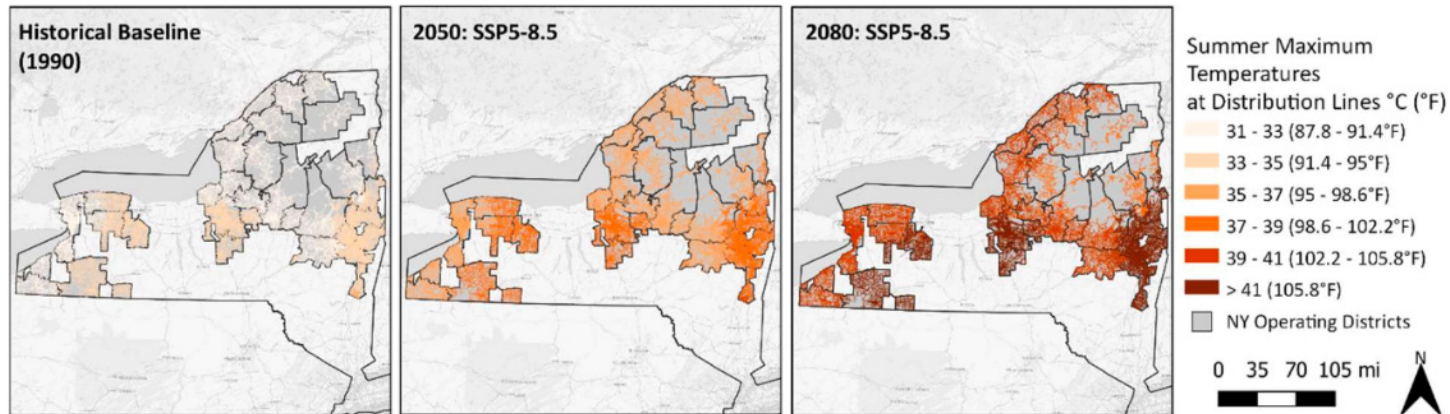 Historical Baseline
(1990)
2050: SSP5-8.5
2080: SSP5-8.5
Summer Maximum
Temperatures
at Distribution Lines °C (°F)
31 - 33 (87.8 - 91.4°F)
33 - 35 (91.4 - 95°F)
35 - 37 (95 - 98.6°F)
37 - 39 (98.6 - 102.2°F)
39 - 41 (102.2 - 105.8°F)
> 41 (105.8°F)
NY Operating Districts
0 35 70 105 mi
N